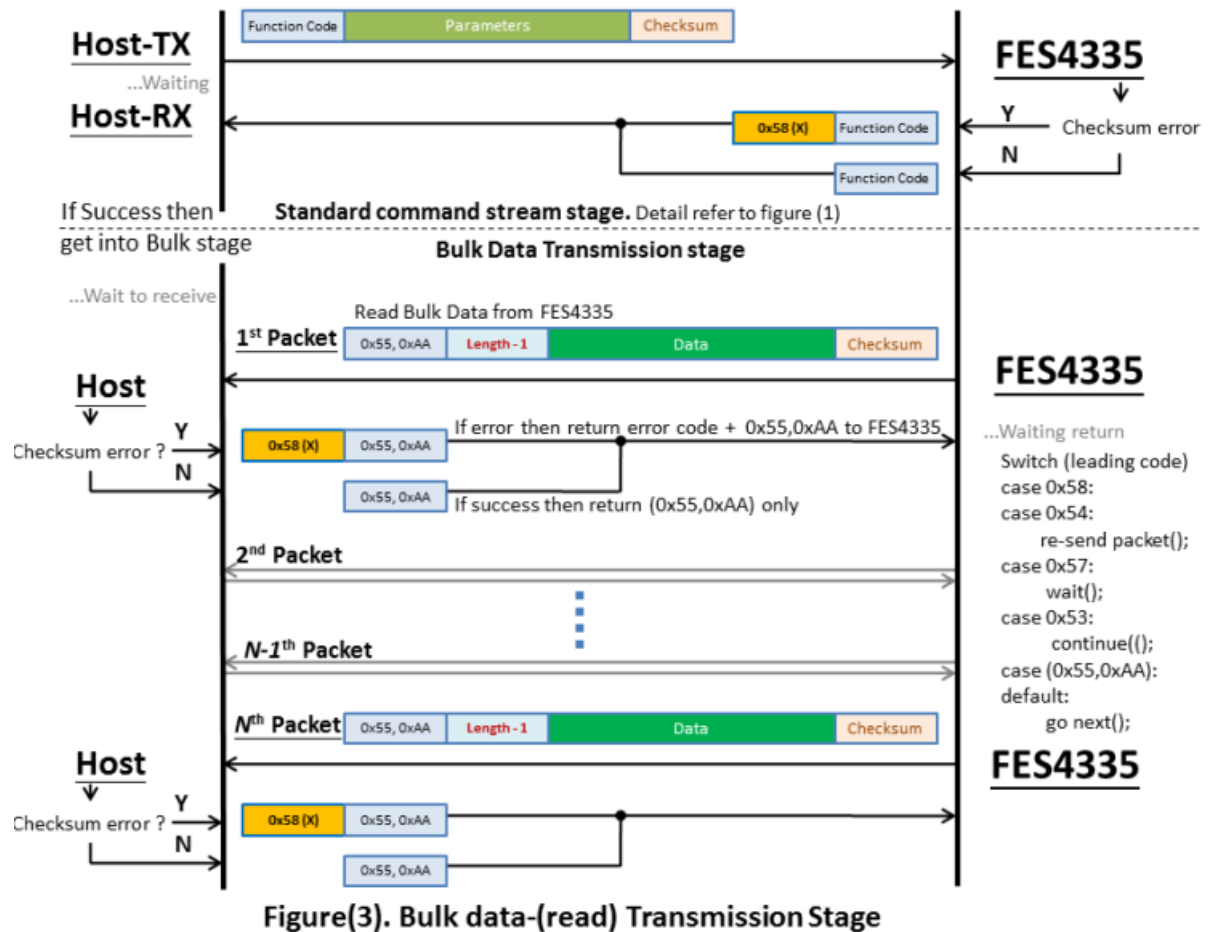 Function Code Parameters Checksum
Host-TX
...Waiting
FES4335
Host-RX
0x58 (X) Function Code
Y
Checksum error
N
Function Code
If Success then
get into Bulk stage
Standard command stream stage. Detail refer to figure (1)
Bulk Data Transmission stage
...Wait to receive
Read Bulk Data from FES4335
1st Packet 0x55, 0xAA Length - 1 Data Checksum
Host
FES4335
Checksum error ?
Y
N
0x58 (X) 0x55, 0xAA
If error then return error code + 0x55,0xAA to FES4335
0x55, 0xAA
If success then return (0x55,0xAA) only
...Waiting return
Switch (leading code)
case 0x58:
case 0x54:
re-send packet();
case 0x57:
wait();
case 0x53:
continue(();
case (0x55,0xAA):
default:
go next();
2nd Packet
N-1th Packet
Nth Packet 0x55, 0xAA Length - 1 Data Checksum
Host
FES4335
Checksum error ?
Y
N
0x58 (X) 0x55, 0xAA
0x55, 0xAA
Figure(3). Bulk data-(read) Transmission Stage